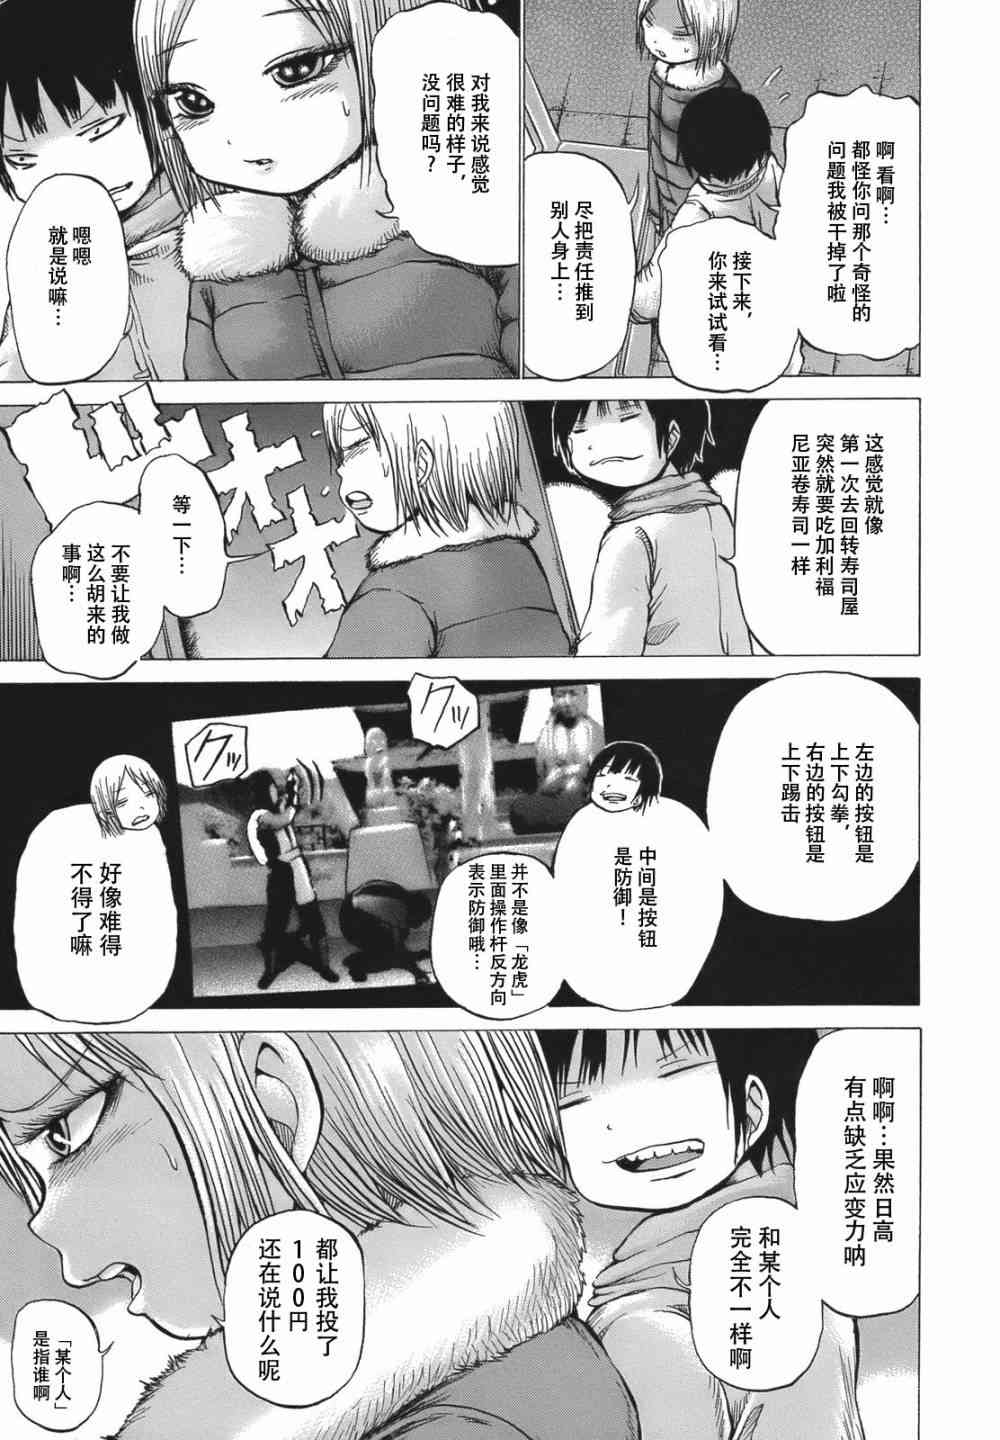 啊看啊…
都怪你问那个奇怪的
问题我被干掉了啦
接下来，
你来试试看…
尽把责任推到
别人身上…
对我来说感觉
很难的样子，
没问题吗？
嗯嗯
就是说嘛…
这感觉就像
第一次去回转寿司屋
突然就要吃加利福
尼亚卷寿司一样
等一下…
不要让我做
这么胡来的
事啊…
左边的按钮是
上下勾拳，
右边的按钮是
上下踢击
中间是按钮
是防御！
并不是像「龙虎」
里面操作杆反方向
表示防御哦…
クッ
クッ
好像难得
不得了嘛
啊啊…果然日高
有点缺乏应变力呐
和某个人
完全不一样啊
都让我投了
100円
还在说什么呢
「某个人」
是指谁啊